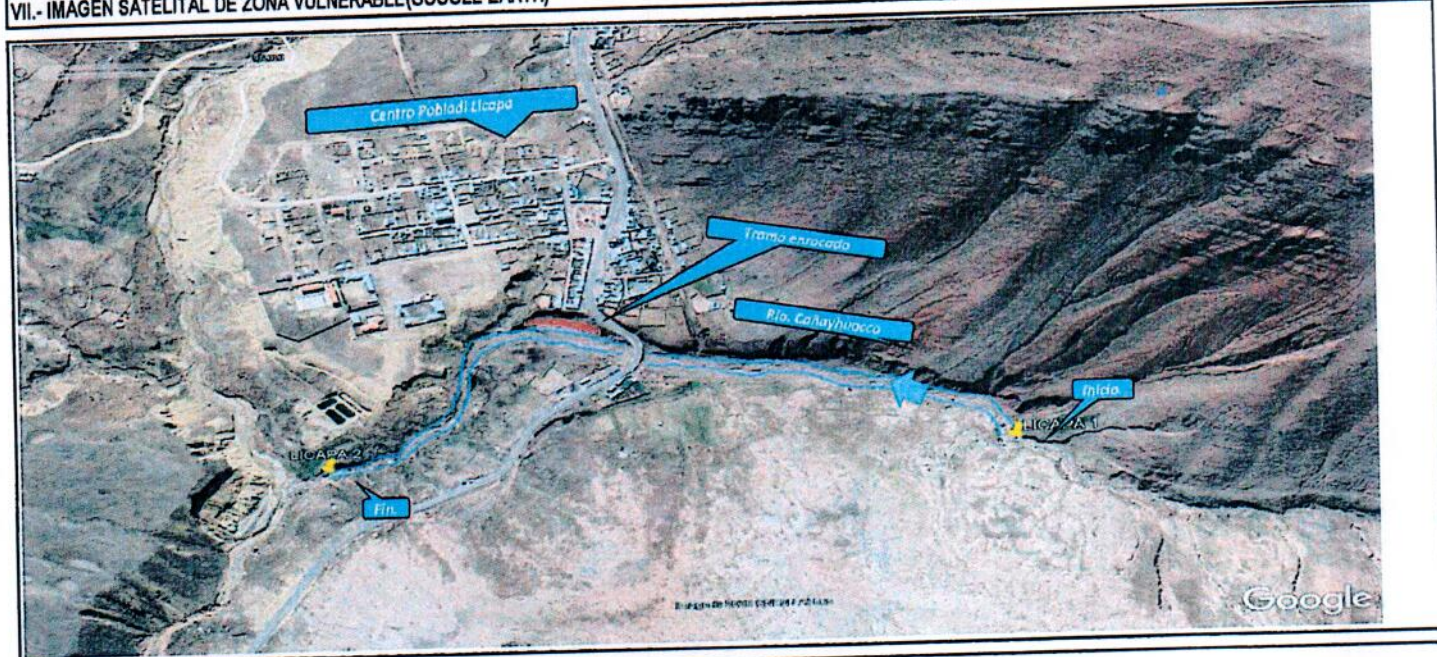 VII.- IMAGEN SATELITAL DE ZONA VULNERABLE(GOOGLE EARTH)
Centro Pobladi Licapa
Tramo enrocado
Rio. Cañayhuacco
Inicio
LICAPA 1
LICAPA 2
Fin.
Google